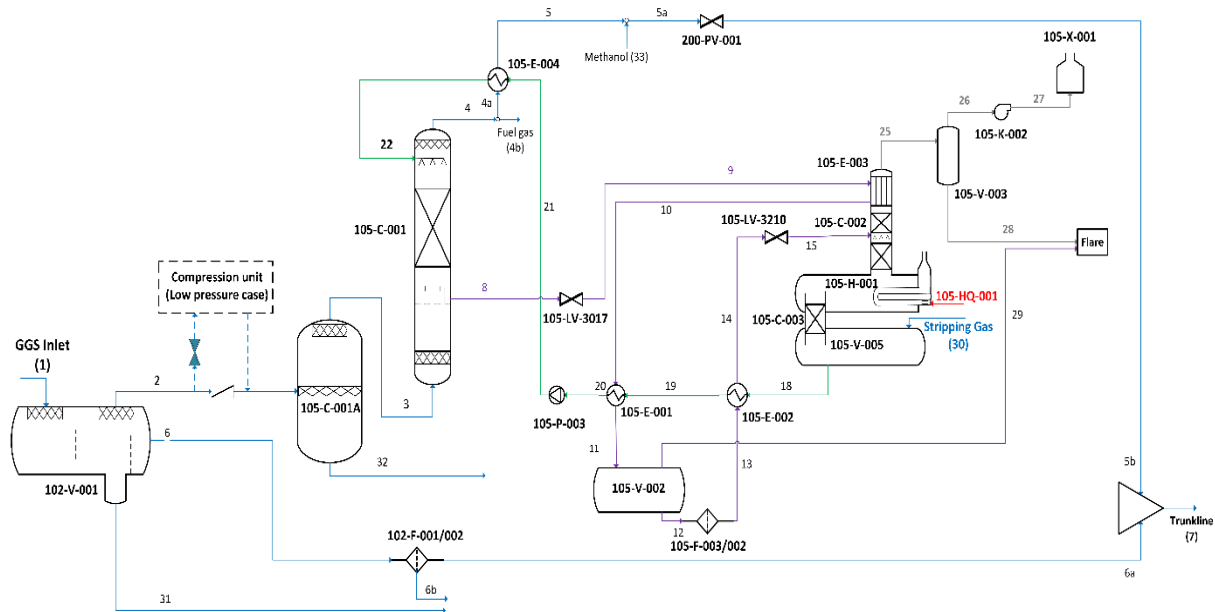 5
5a
200-PV-001
105-X-001
105-E-004
Methanol (33)
4a
4
Fuel gas
(4b)
26
27
105-K-002
25
22
105-E-003
105-V-003
9
10
21
105-C-001
105-LV-3210
105-C-002
15
28
Flare
Compression unit
(Low pressure case)
8
105-LV-3017
14
105-H-001
105-HQ-001
105-C-003
29
Stripping Gas
(30)
105-V-005
GGS Inlet
(1)
2
3
105-C-001A
20
19
18
105-P-003
105-E-001
105-E-002
6
11
13
32
5b
102-V-001
105-V-002
Trunkline
(7)
12
105-F-003/002
102-F-001/002
6a
6b
31